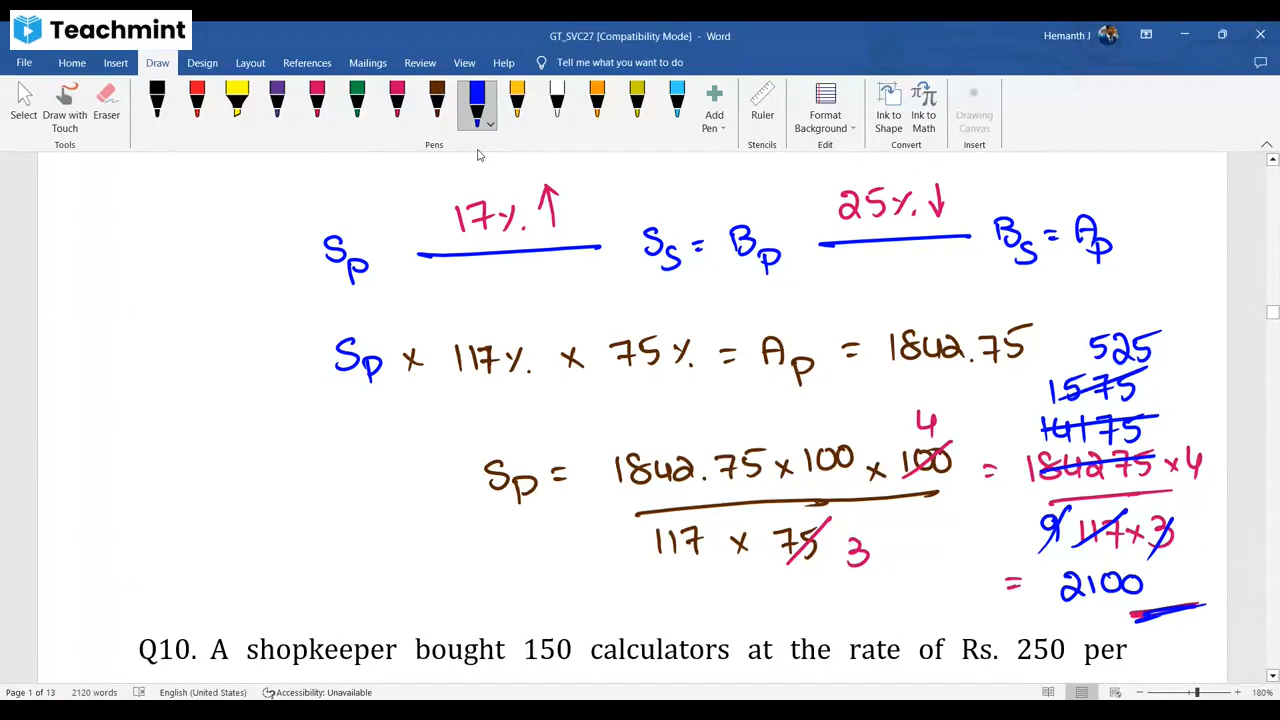 Teachmint
GT_SVC27 [Compatibility Mode] - Word
Hemanth J
File Home Insert Draw Design Layout References Mailings Review View Help Tell me what you want to do
Select Draw with Touch Eraser Add Pen Ruler Format Background Ink to Shape Ink to Math Drawing Canvas
Tools Pens Stencils Edit Convert Insert
17%. ↑ 25%. ↓
Sp Ss = Bp Bs = Ap
Sp × 117%. × 75%. = Ap = 1842.75
525
1575
14175
4
Sp = 1842.75 × 100 × 100 = 184275 × 4
117 × 75 3 9 117 × 3
= 2100
Q10. A shopkeeper bought 150 calculators at the rate of Rs. 250 per
Page 1 of 13 2120 words English (United States) Accessibility: Unavailable 180%